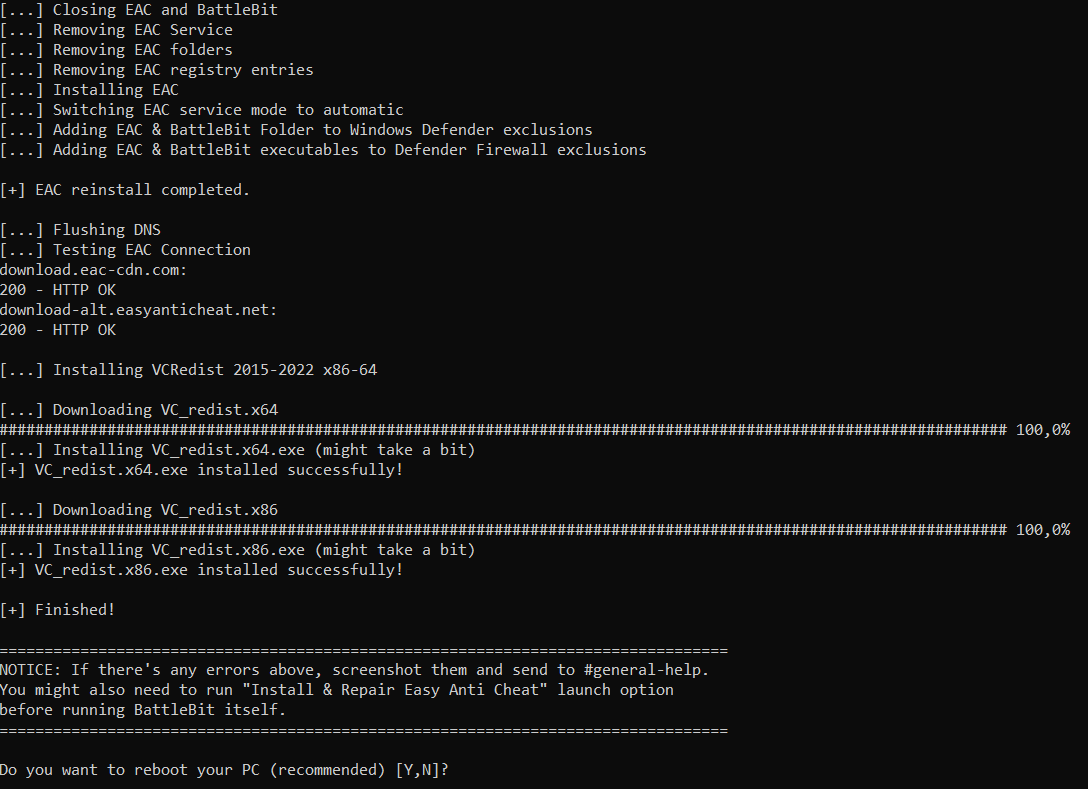 [...] Closing EAC and BattleBit
[...] Removing EAC Service
[...] Removing EAC folders
[...] Removing EAC registry entries
[...] Installing EAC
[...] Switching EAC service mode to automatic
[...] Adding EAC & BattleBit Folder to Windows Defender exclusions
[...] Adding EAC & BattleBit executables to Defender Firewall exclusions
[+] EAC reinstall completed.
[...] Flushing DNS
[...] Testing EAC Connection
download.eac-cdn.com:
200 - HTTP OK
download-alt.easyanticheat.net:
200 - HTTP OK
[...] Installing VCRedist 2015-2022 x86-64
[...] Downloading VC_redist.x64
################################################################################################################ 100,0%
[...] Installing VC_redist.x64.exe (might take a bit)
[+] VC_redist.x64.exe installed successfully!
[...] Downloading VC_redist.x86
################################################################################################################ 100,0%
[...] Installing VC_redist.x86.exe (might take a bit)
[+] VC_redist.x86.exe installed successfully!
[+] Finished!
=================================================================================
NOTICE: If there's any errors above, screenshot them and send to #general-help.
You might also need to run "Install & Repair Easy Anti Cheat" launch option
before running BattleBit itself.
=================================================================================
Do you want to reboot your PC (recommended) [Y,N]?